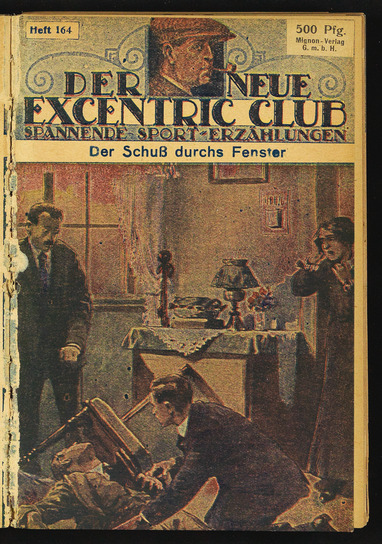 Heft 164
500 Pfg.
Mignon-Verlag
G. m. b. H.
DER NEUE
EXCENTRIC CLUB
SPANNENDE-SPORT-ERZÄHLUNGEN
Der Schuß durchs Fenster